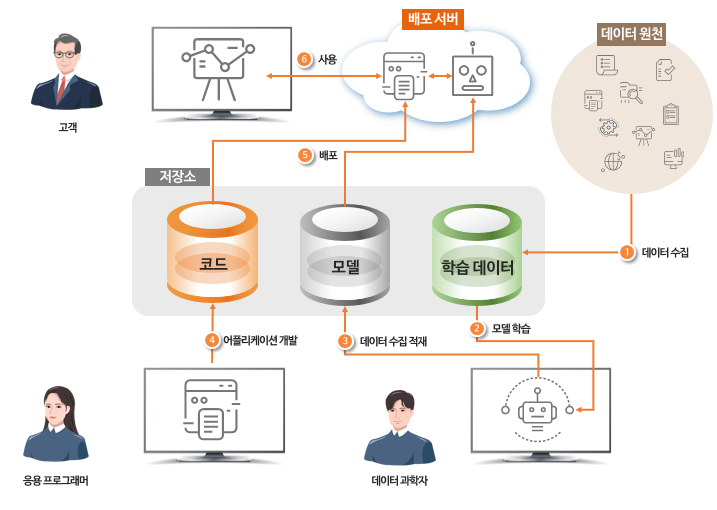 배포 서버
데이터 원천
6 사용
고객
5 배포
저장소
코드
모델
학습 데이터
1 데이터 수집
2 모델 학습
4 어플리케이션 개발
3 데이터 수집 적재
응용 프로그래머
데이터 과학자